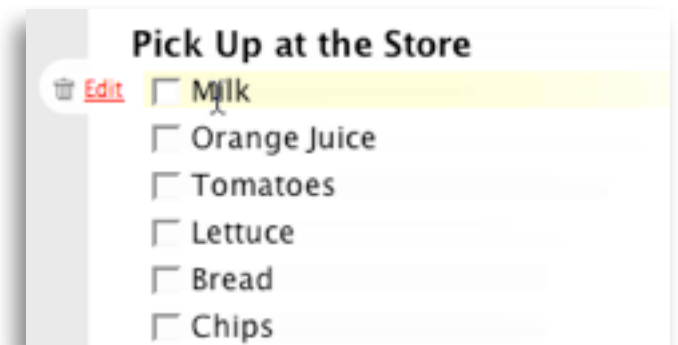 Pick Up at the Store
Edit Milk
Orange Juice
Tomatoes
Lettuce
Bread
Chips